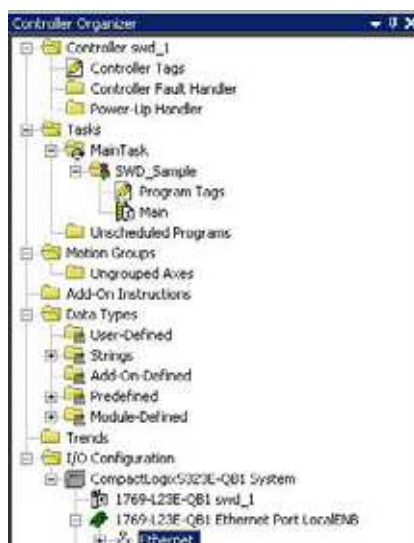 Controller Organizer
Controller swd_1
Controller Tags
Controller Fault Handler
Power-Up Handler
Tasks
MainTask
SWD_Sample
Program Tags
Main
Unscheduled Programs
Motion Groups
Ungrouped Axes
Add-On Instructions
Data Types
User-Defined
Strings
Add-On-Defined
Predefined
Module-Defined
Trends
I/O Configuration
CompactLogix5323E-QB1 System
1769-L23E-QB1 swd_1
1769-L23E-QB1 Ethernet Port LocalENB
Ethernet